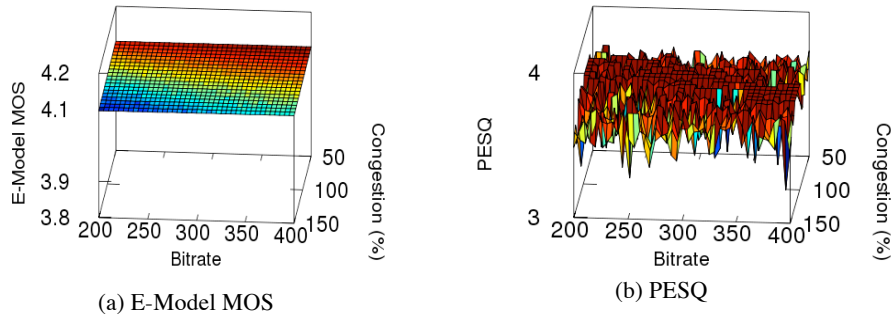 4.2
4.1
3.9
3.8
E-Model MOS
200
250
300
350
400
Bitrate
50
100
150
Congestion (%)
(a) E-Model MOS
4
3
PESQ
200
250
300
350
400
Bitrate
50
100
150
Congestion (%)
(b) PESQ